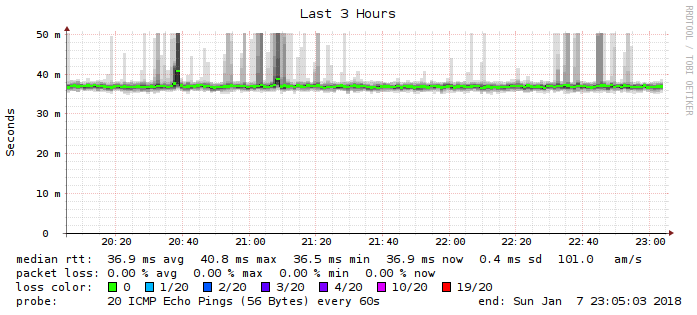 Last 3 Hours
RRDTOOL / TOBI OETIKER
Seconds
50 m
40 m
30 m
20 m
10 m
0
20:20 20:40 21:00 21:20 21:40 22:00 22:20 22:40 23:00
median rtt: 36.9 ms avg 40.8 ms max 36.5 ms min 36.9 ms now 0.4 ms sd 101.0 am/s
packet loss: 0.00 % avg 0.00 % max 0.00 % min 0.00 % now
loss color: 0 1/20 2/20 3/20 4/20 10/20 19/20
probe: 20 ICMP Echo Pings (56 Bytes) every 60s end: Sun Jan 7 23:05:03 2018